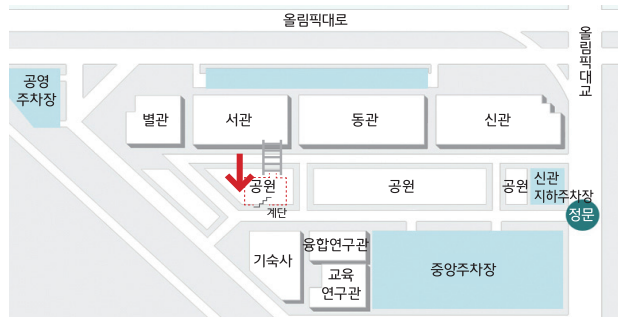 올림픽대로
올림픽대교
공영
주차장
별관
서관
동관
신관
공원
계단
공원
공원
신관
지하주차장
정문
기숙사
융합연구관
교육
연구관
중앙주차장